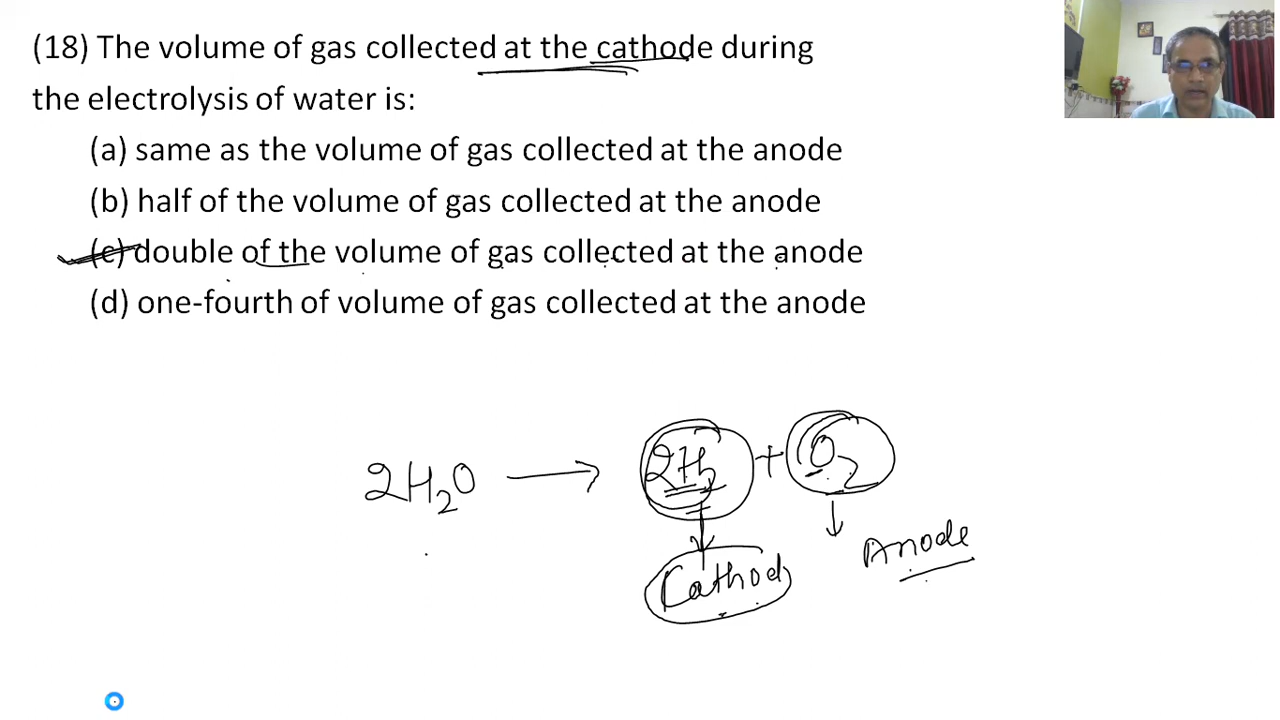 (18) The volume of gas collected at the cathode during
the electrolysis of water is:
(a) same as the volume of gas collected at the anode
(b) half of the volume of gas collected at the anode
(c) double of the volume of gas collected at the anode
(d) one-fourth of volume of gas collected at the anode
2H₂O → 2H₂ + O₂
Cathod Anode